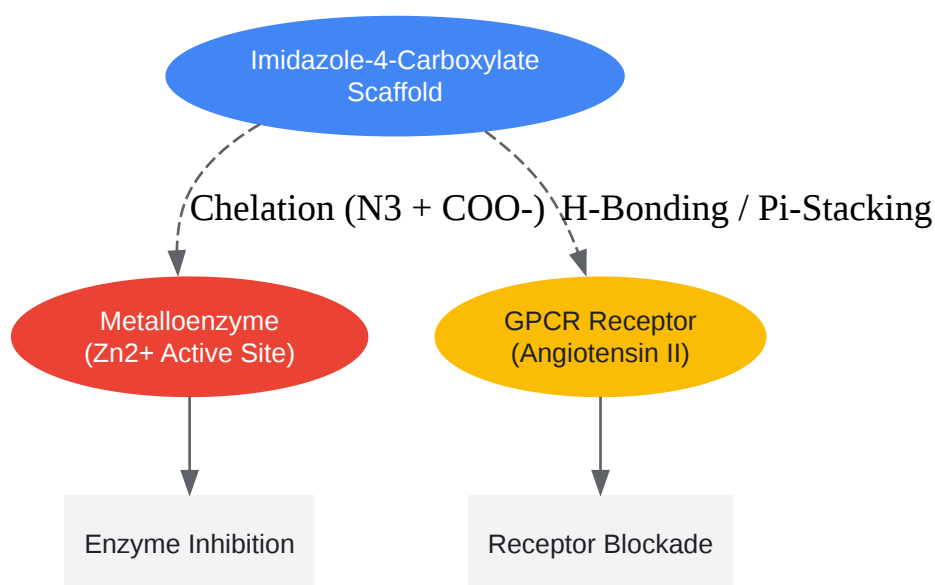 Imidazole-4-Carboxylate
Scaffold
Chelation (N3 + COO-)
H-Bonding / Pi-Stacking
Metalloenzyme
(Zn2+ Active Site)
GPCR Receptor
(Angiotensin II)
Enzyme Inhibition
Receptor Blockade